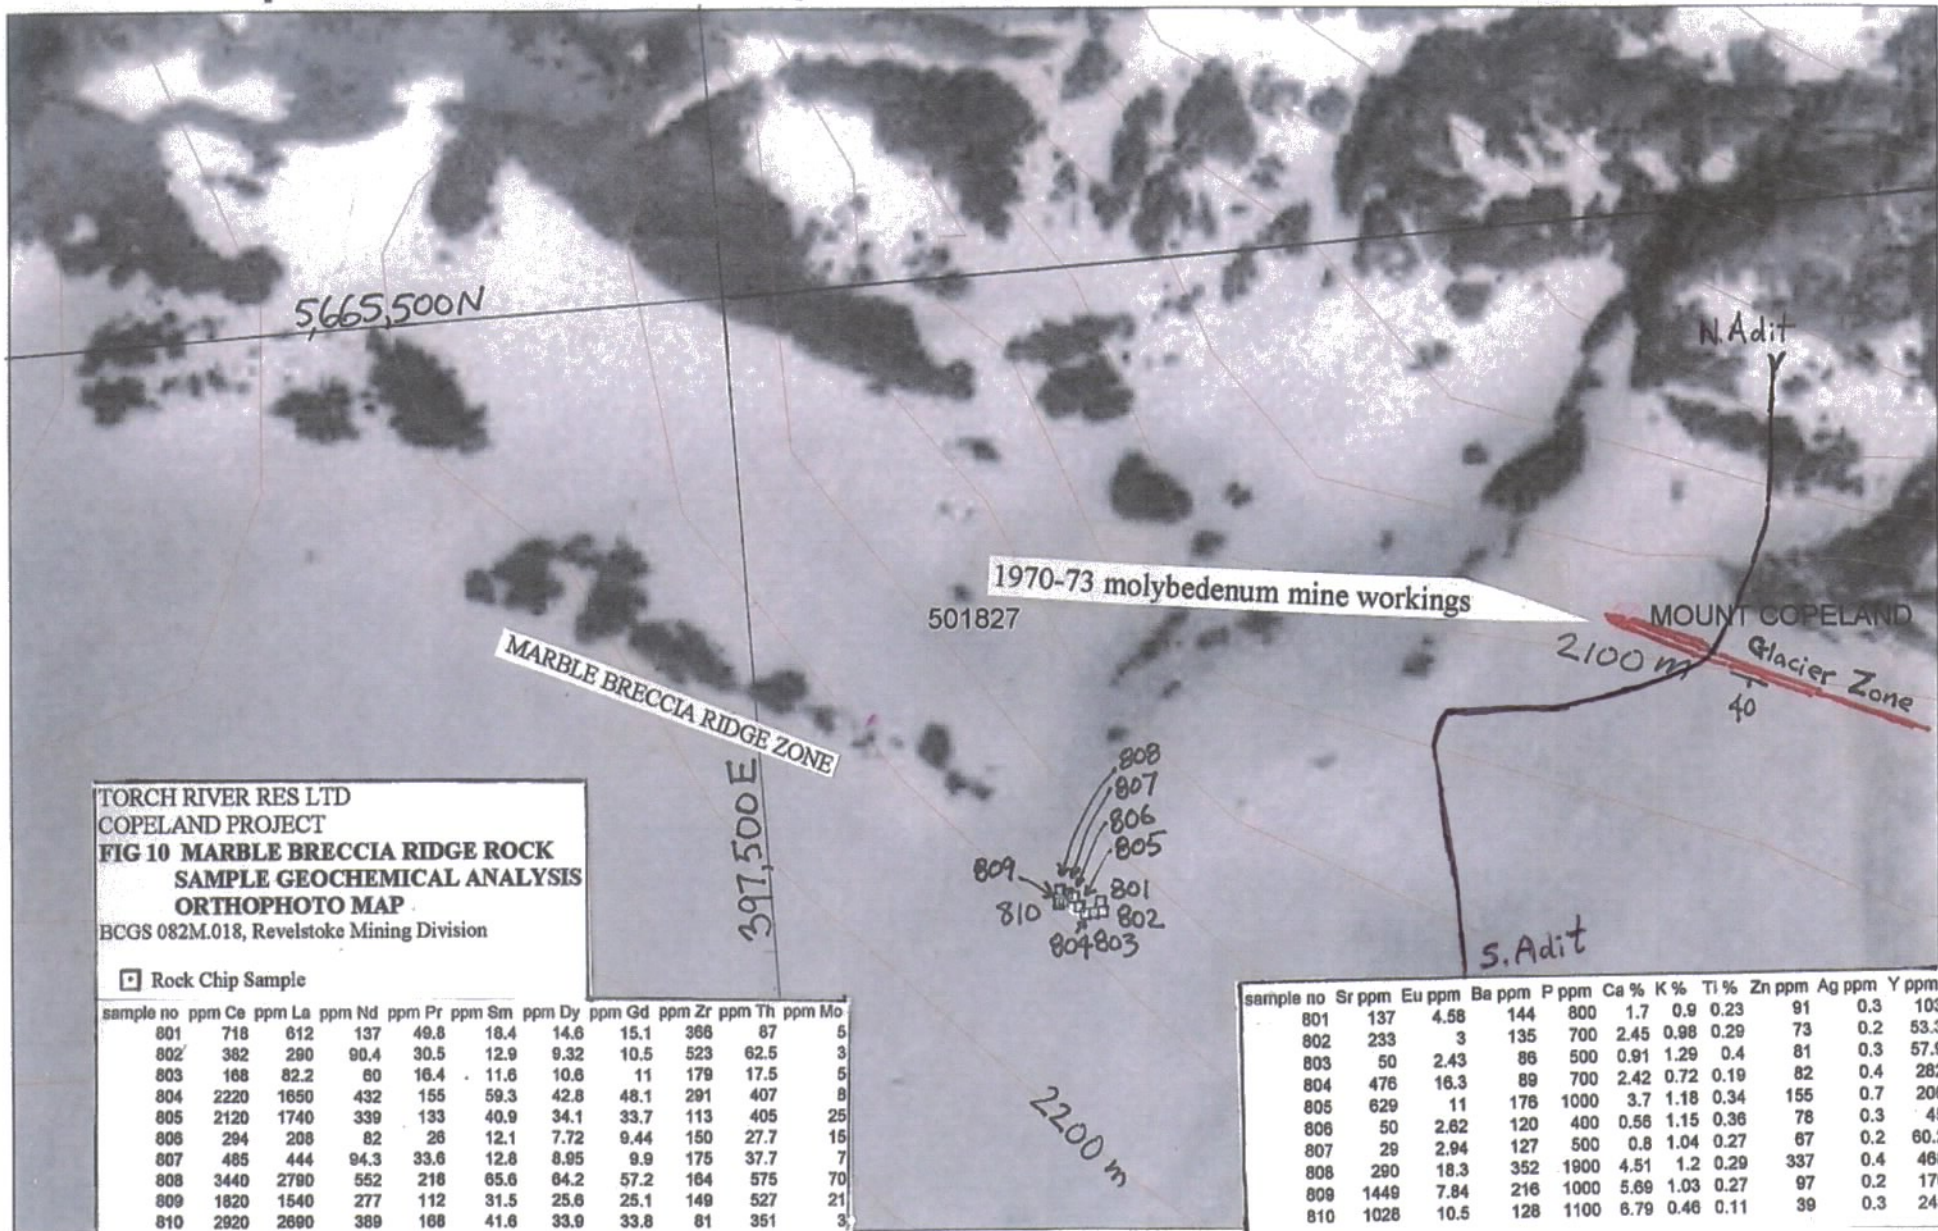 5,665,500N
N. Adit
1970-73 molybedenum mine workings
501827
MOUNT COPELAND
2100 m
Glacier Zone
40
MARBLE BRECCIA RIDGE ZONE
397,500E
808
807
806
805
809
801
810
802
804 803
S. Adit
2200 m
TORCH RIVER RES LTD
COPELAND PROJECT
FIG 10 MARBLE BRECCIA RIDGE ROCK
SAMPLE GEOCHEMICAL ANALYSIS
ORTHOPHOTO MAP
BCGS 082M.018, Revelstoke Mining Division
Rock Chip Sample
sample no ppm Ce ppm La ppm Nd ppm Pr ppm Sm ppm Dy ppm Gd ppm Zr ppm Th ppm Mo
801 718 612 137 49.8 18.4 14.6 15.1 366 87 5
802 382 290 90.4 30.5 12.9 9.32 10.5 523 62.5 3
803 168 82.2 60 16.4 11.6 10.6 11 179 17.5 5
804 2220 1650 432 155 59.3 42.8 48.1 291 407 8
805 2120 1740 339 133 40.9 34.1 33.7 113 405 25
806 294 208 82 26 12.1 7.72 9.44 150 27.7 15
807 485 444 94.3 33.6 12.8 8.95 9.9 175 37.7 7
808 3440 2790 552 216 65.6 64.2 57.2 164 575 70
809 1820 1540 277 112 31.5 25.6 25.1 149 527 21
810 2920 2690 389 168 41.6 33.9 33.8 81 351 3
sample no Sr ppm Eu ppm Ba ppm P ppm Ca % K % Ti % Zn ppm Ag ppm Y ppm
801 137 4.58 144 800 1.7 0.9 0.23 91 0.3 103
802 233 3 135 700 2.45 0.98 0.29 73 0.2 53.3
803 50 2.43 86 500 0.91 1.29 0.4 81 0.3 57.9
804 476 16.3 89 700 2.42 0.72 0.19 82 0.4 282
805 629 11 176 1000 3.7 1.18 0.34 155 0.7
806 50 2.62 120 400 0.56 1.15 0.36 78 0.3
807 29 2.94 127 500 0.8 1.04 0.27 67 0.2
808 290 18.3 352 1900 4.51 1.2 0.29 337 0.4
809 1449 7.84 216 1000 5.69 1.03 0.27 97 0.2
810 1028 10.5 128 1100 6.79 0.46 0.11 39 0.3